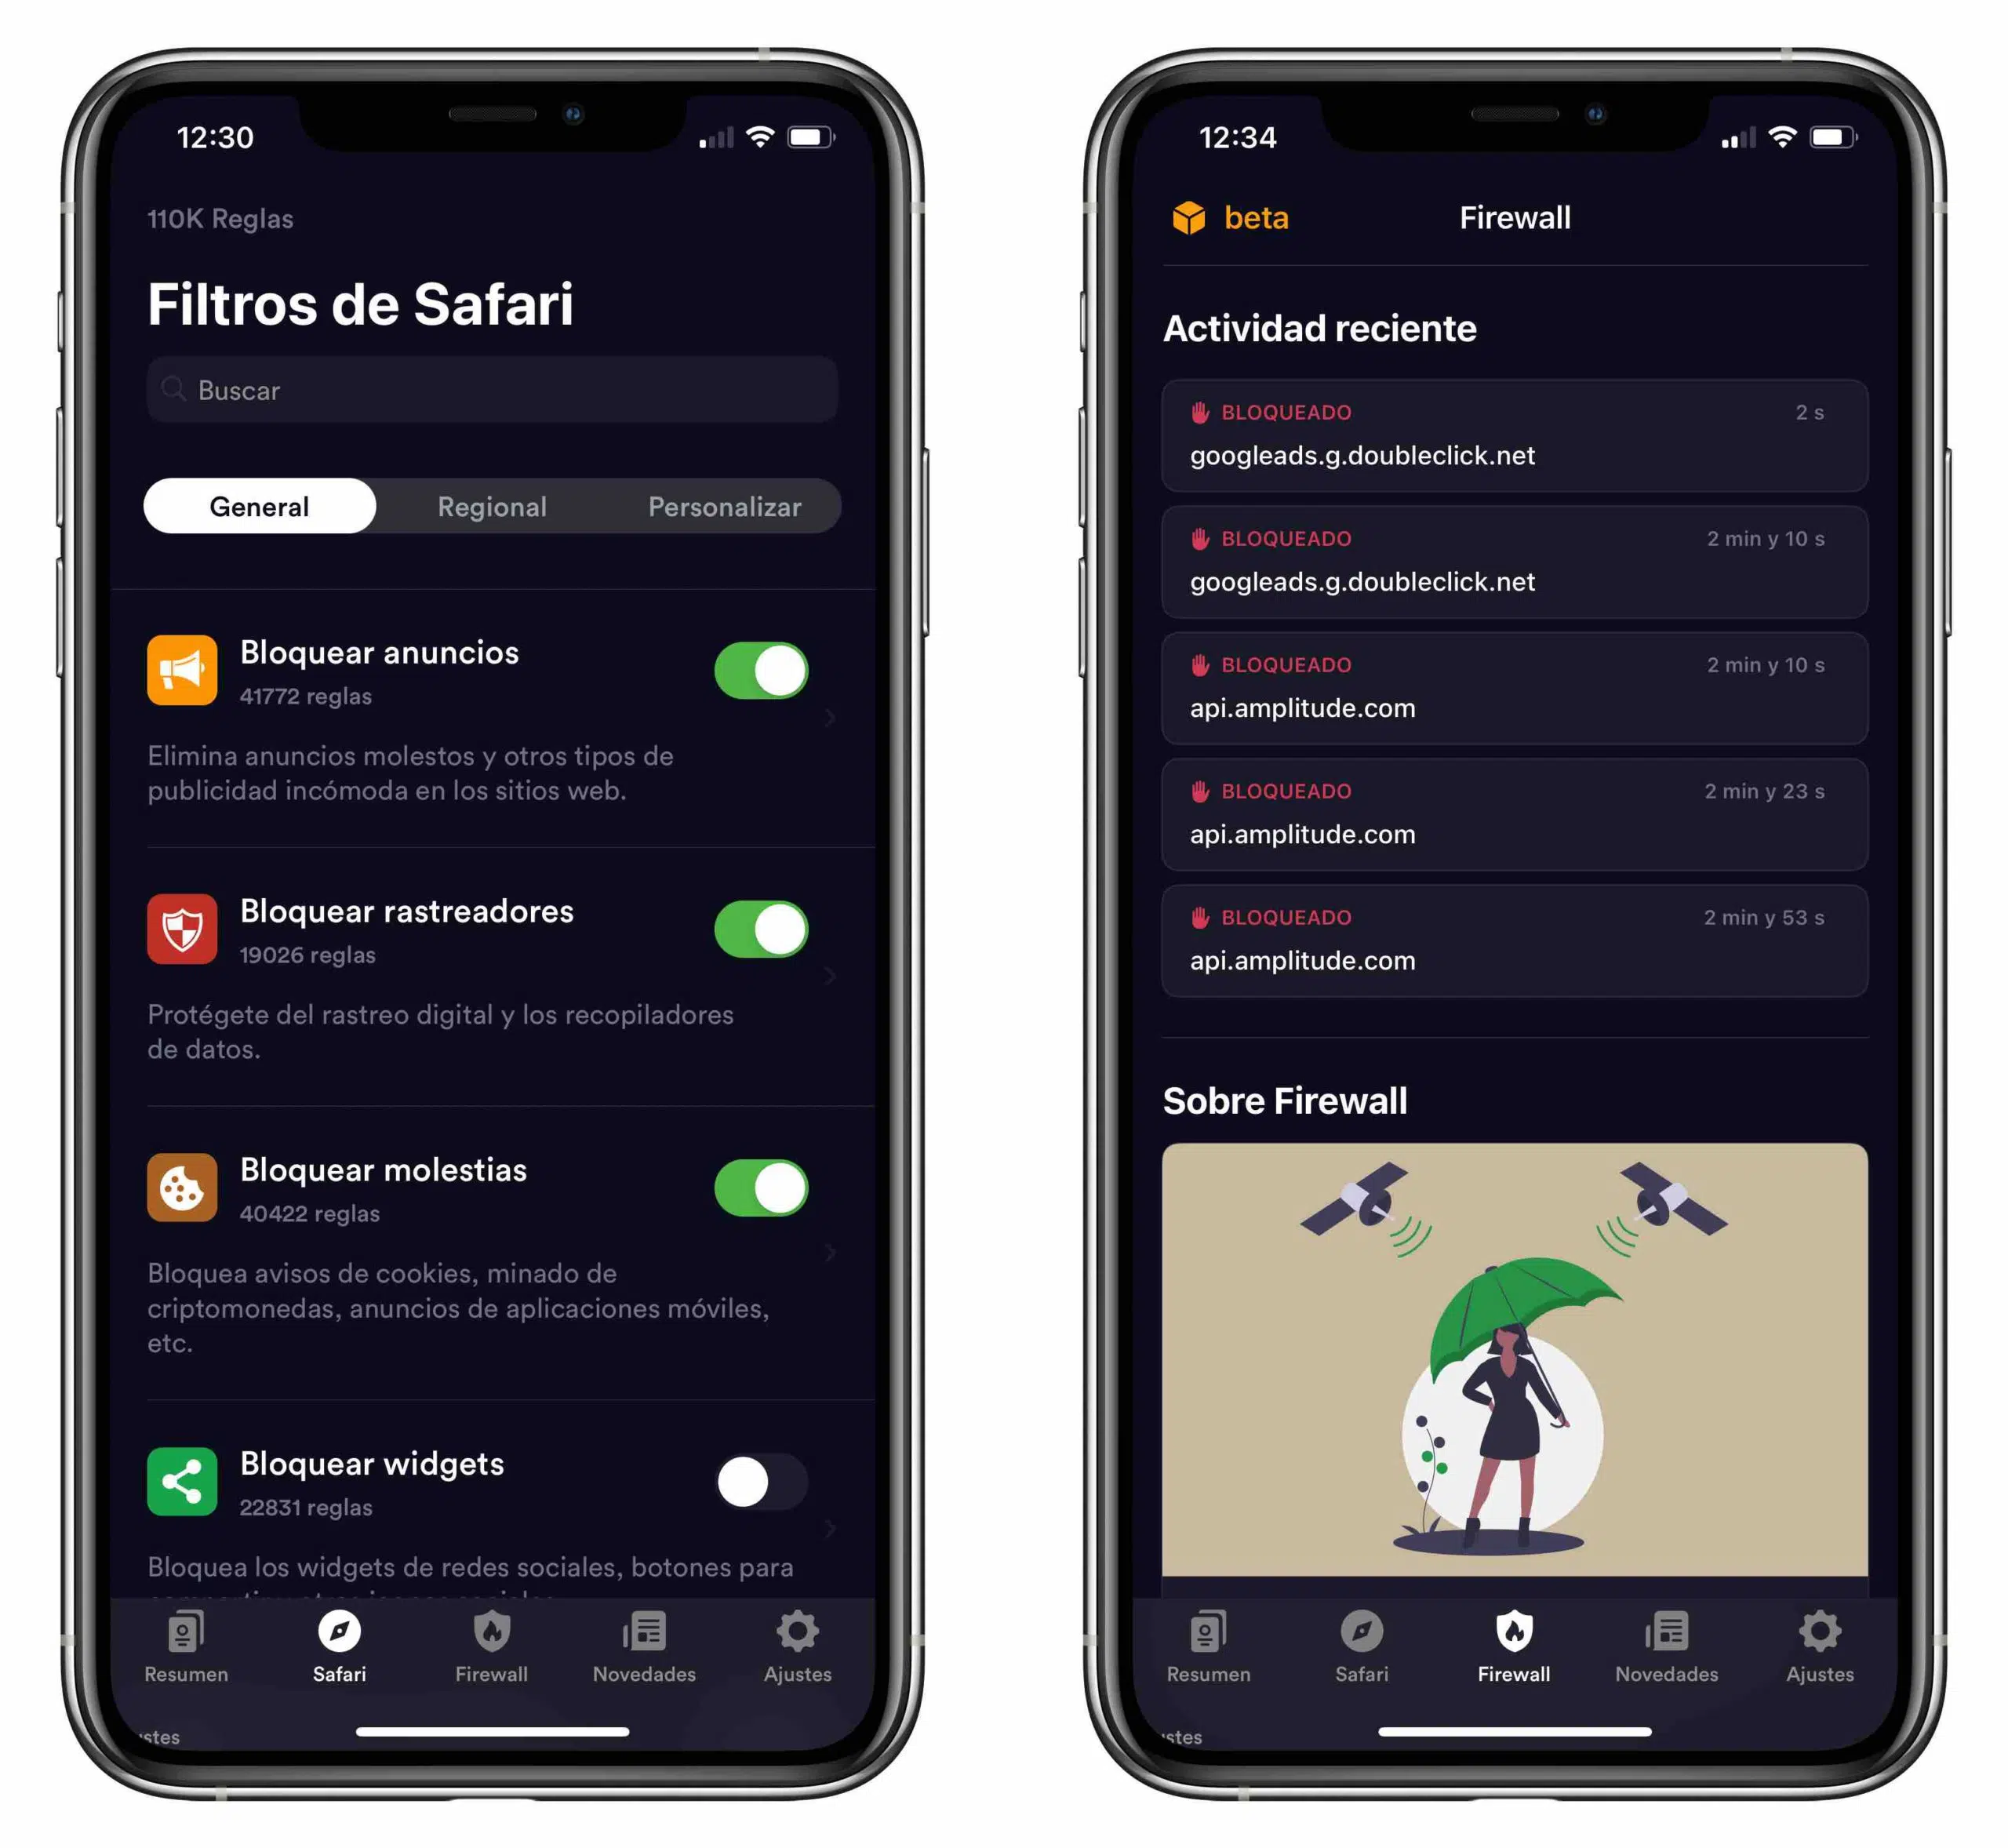 12:30
110K Reglas
Filtros de Safari
Buscar
General Regional Personalizar
Bloquear anuncios
41772 reglas
Elimina anuncios molestos y otros tipos de
publicidad incómoda en los sitios web.
Bloquear rastreadores
19026 reglas
Protégete del rastreo digital y los recopiladores
de datos.
Bloquear molestias
40422 reglas
Bloquea avisos de cookies, minado de
criptomonedas, anuncios de aplicaciones móviles,
etc.
Bloquear widgets
22831 reglas
Bloquea los widgets de redes sociales, botones para
Resumen Safari Firewall Novedades Ajustes
stes
12:34
beta Firewall
Actividad reciente
BLOQUEADO 2 s
googleads.g.doubleclick.net
BLOQUEADO 2 min y 10 s
googleads.g.doubleclick.net
BLOQUEADO 2 min y 10 s
api.amplitude.com
BLOQUEADO 2 min y 23 s
api.amplitude.com
BLOQUEADO 2 min y 53 s
api.amplitude.com
Sobre Firewall
Resumen Safari Firewall Novedades Ajustes
stes